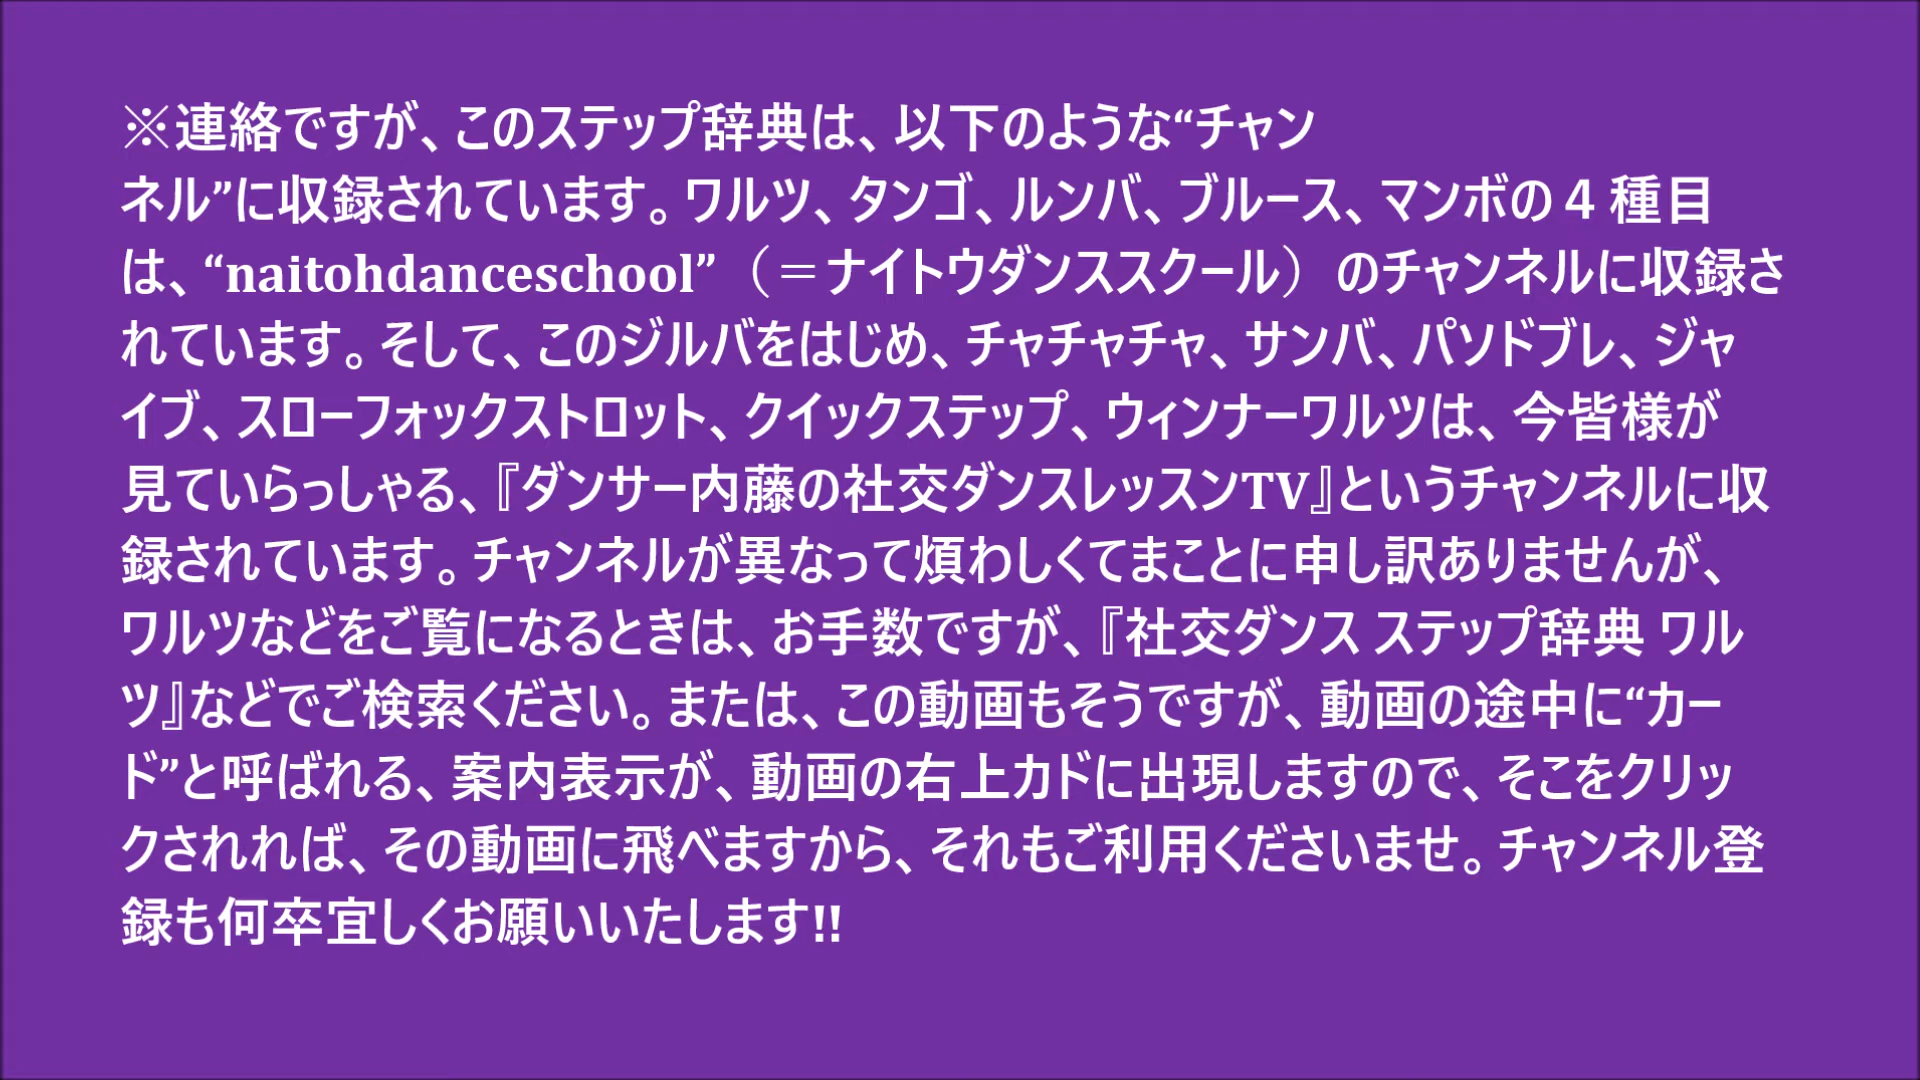 ※連絡ですが、このステップ辞典は、以下のような“チャン
ネル”に収録されています。ワルツ、タンゴ、ルンバ、ブルース、マンボの４種目
は、“naitohdanceschool”（＝ナイトウダンススクール）のチャンネルに収録さ
れています。そして、このジルバをはじめ、チャチャチャ、サンバ、パソドブレ、ジャ
イブ、スローフォックストロット、クイックステップ、ウィンナーワルツは、今皆様が
見ていらっしゃる、『ダンサー内藤の社交ダンスレッスンTV』というチャンネルに収
録されています。チャンネルが異なって煩わしくてまことに申し訳ありませんが、
ワルツなどをご覧になるときは、お手数ですが、『社交ダンス ステップ辞典 ワル
ツ』などでご検索ください。または、この動画もそうですが、動画の途中に“カー
ド”と呼ばれる、案内表示が、動画の右上カドに出現しますので、そこをクリッ
クされれば、その動画に飛べますから、それもご利用くださいませ。チャンネル登
録も何卒宜しくお願いいたします!!